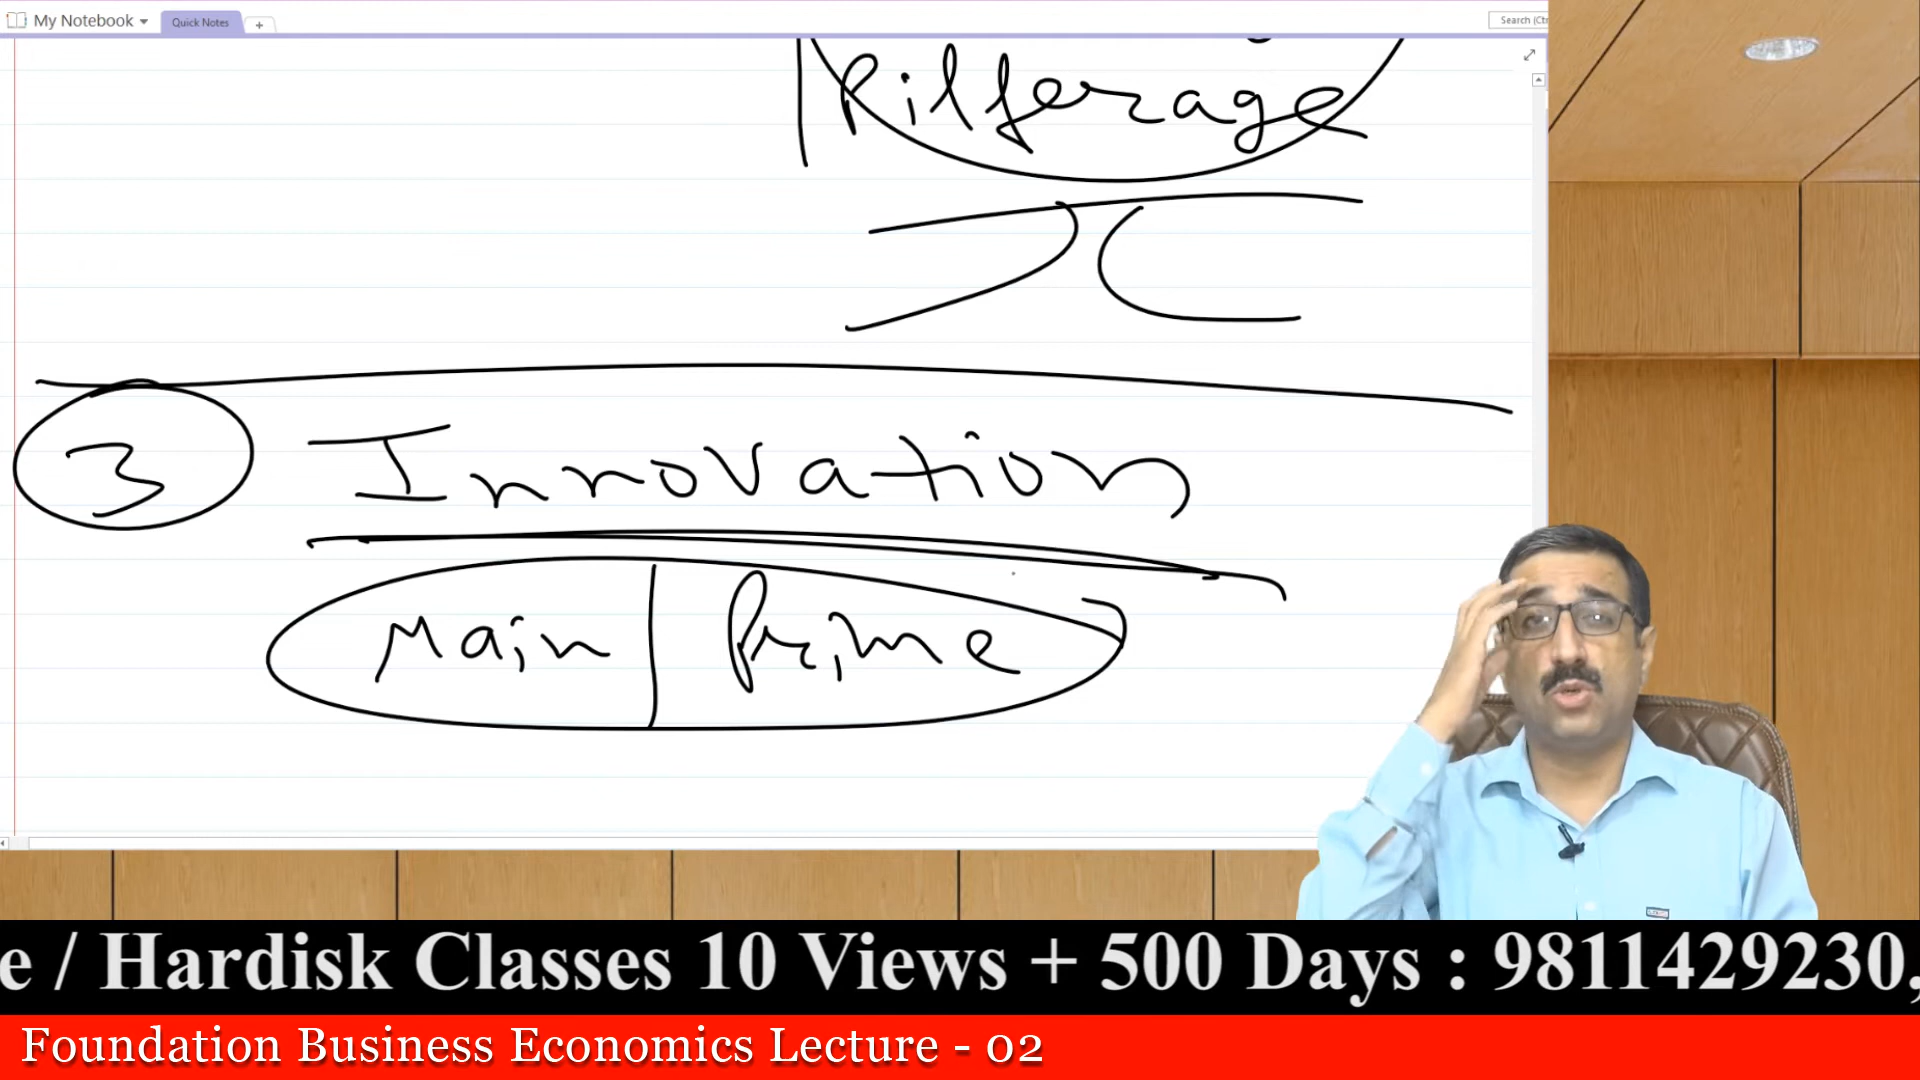 My Notebook
Quick Notes
+
Search (Ctr
Pilferage
3 Innovation
Main | Prime
e / Hardisk Classes 10 Views + 500 Days : 9811429230,
Foundation Business Economics Lecture - 02